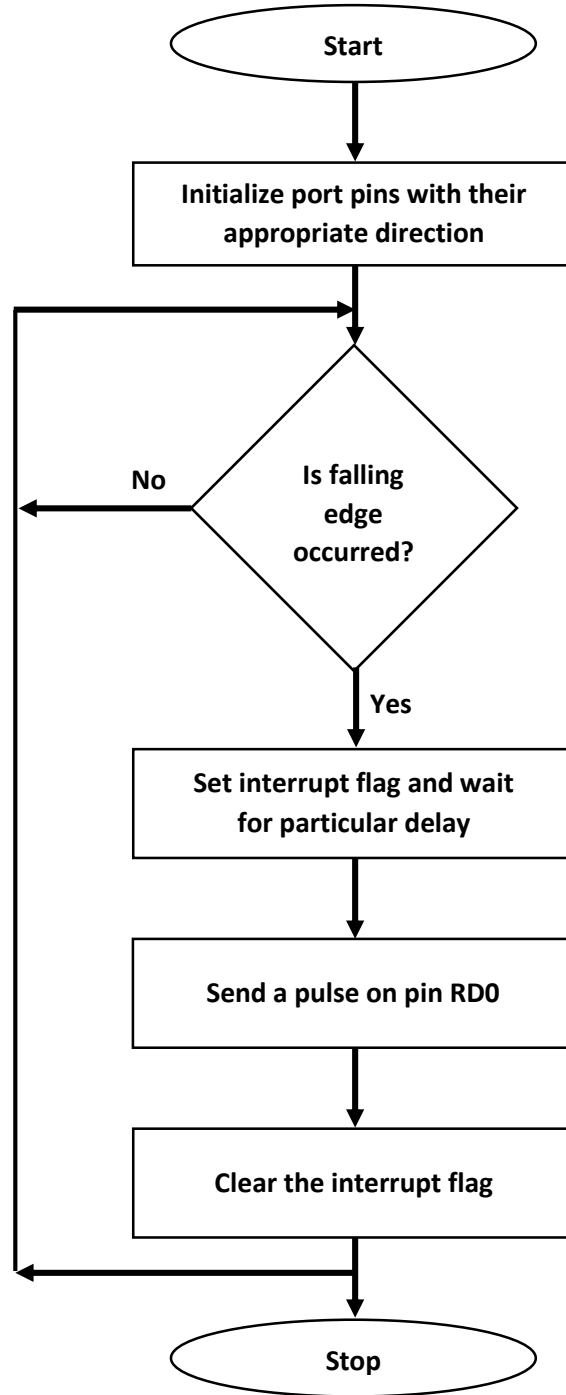 Start
Initialize port pins with their
appropriate direction
No
Is falling
edge
occurred?
Yes
Set interrupt flag and wait
for particular delay
Send a pulse on pin RD0
Clear the interrupt flag
Stop